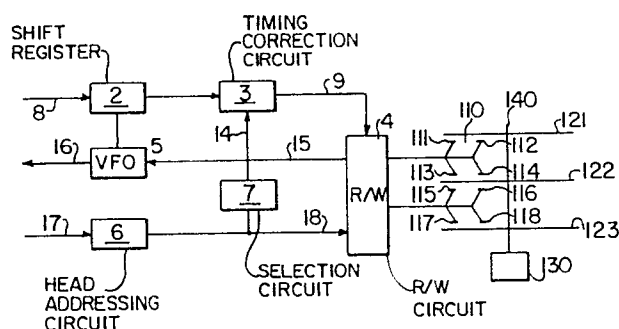 SHIFT
REGISTER
TIMING
CORRECTION
CIRCUIT
8
2
3
9
14
4
140
121
110
111
112
16
VFO
5
15
113
114
122
R/W
115
116
7
117
118
123
17
6
18
130
HEAD
ADDRESSING
CIRCUIT
SELECTION
CIRCUIT
R/W
CIRCUIT